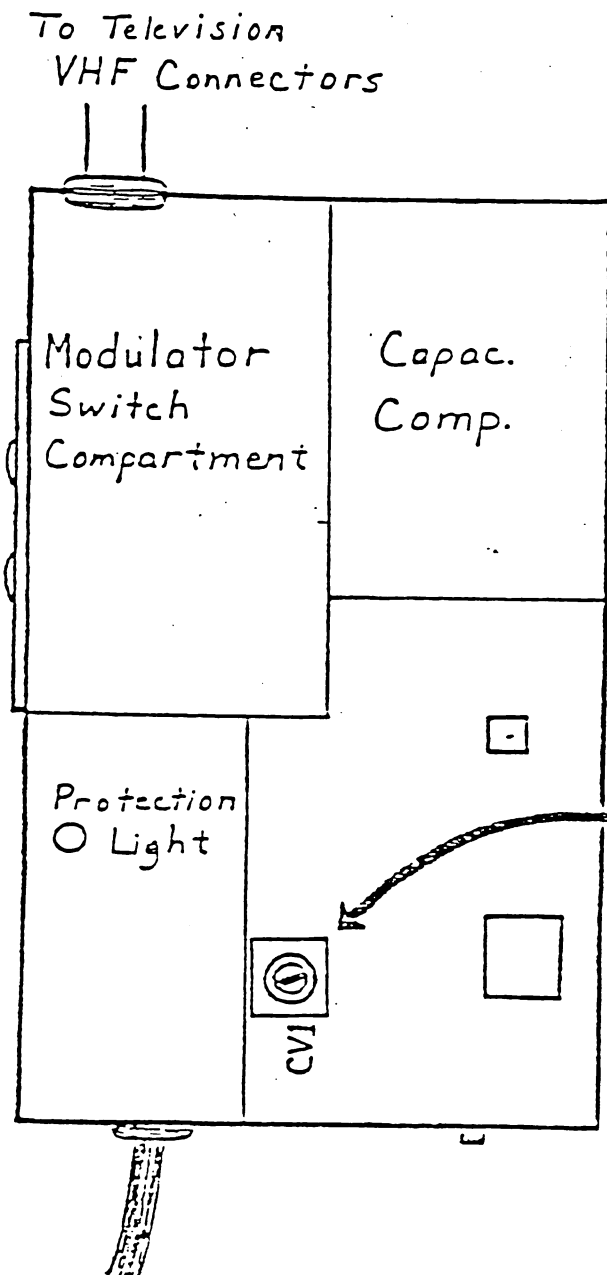 To Television
VHF Connectors
Modulator
Switch
Compartment
Capac.
Comp.
Protection
Light
CV1